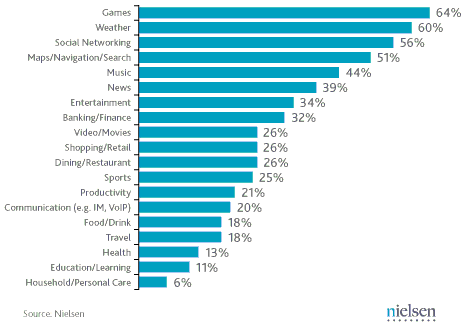 Games 64%
Weather 60%
Social Networking 56%
Maps/Navigation/Search 51%
Music 44%
News 39%
Entertainment 34%
Banking/Finance 32%
Video/Movies 26%
Shopping/Retail 26%
Dining/Restaurant 26%
Sports 25%
Productivity 21%
Communication (e.g. IM, VoIP) 20%
Food/Drink 18%
Travel 18%
Health 13%
Education/Learning 11%
Household/Personal Care 6%
Source. Nielsen
nielsen